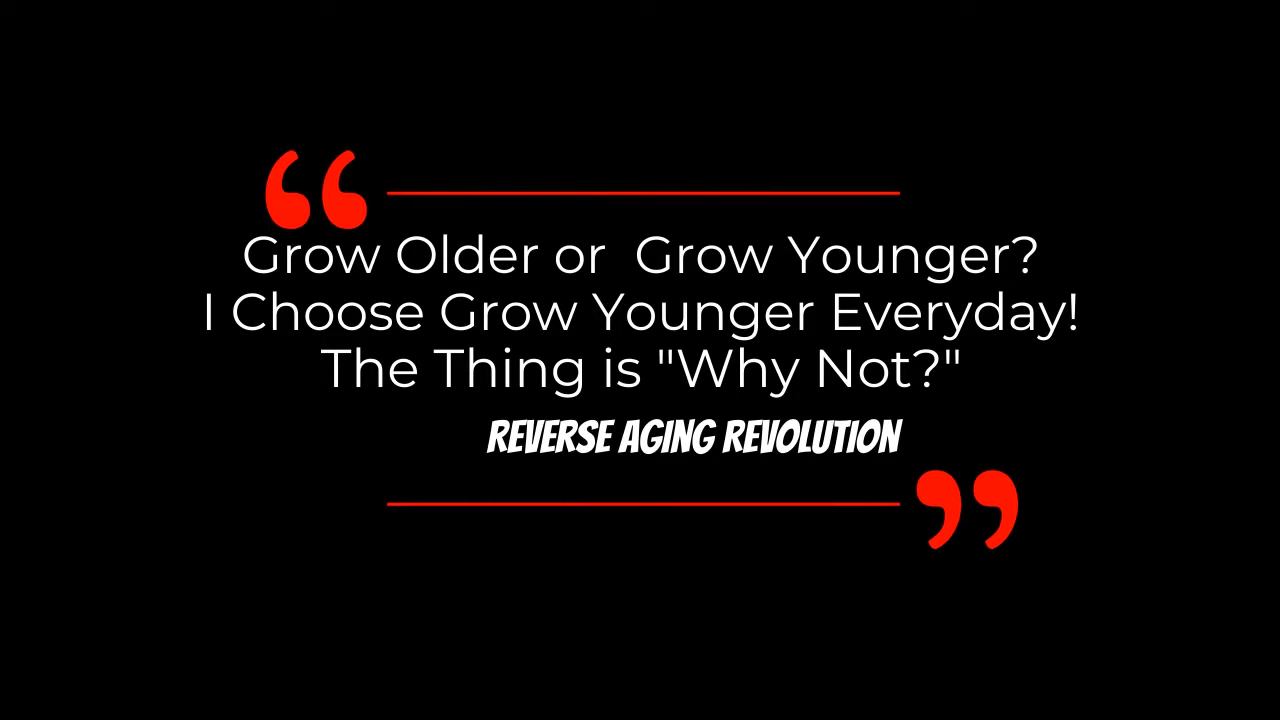 Grow Older or  Grow Younger?
I Choose Grow Younger Everyday!
The Thing is "Why Not?"
REVERSE AGING REVOLUTION